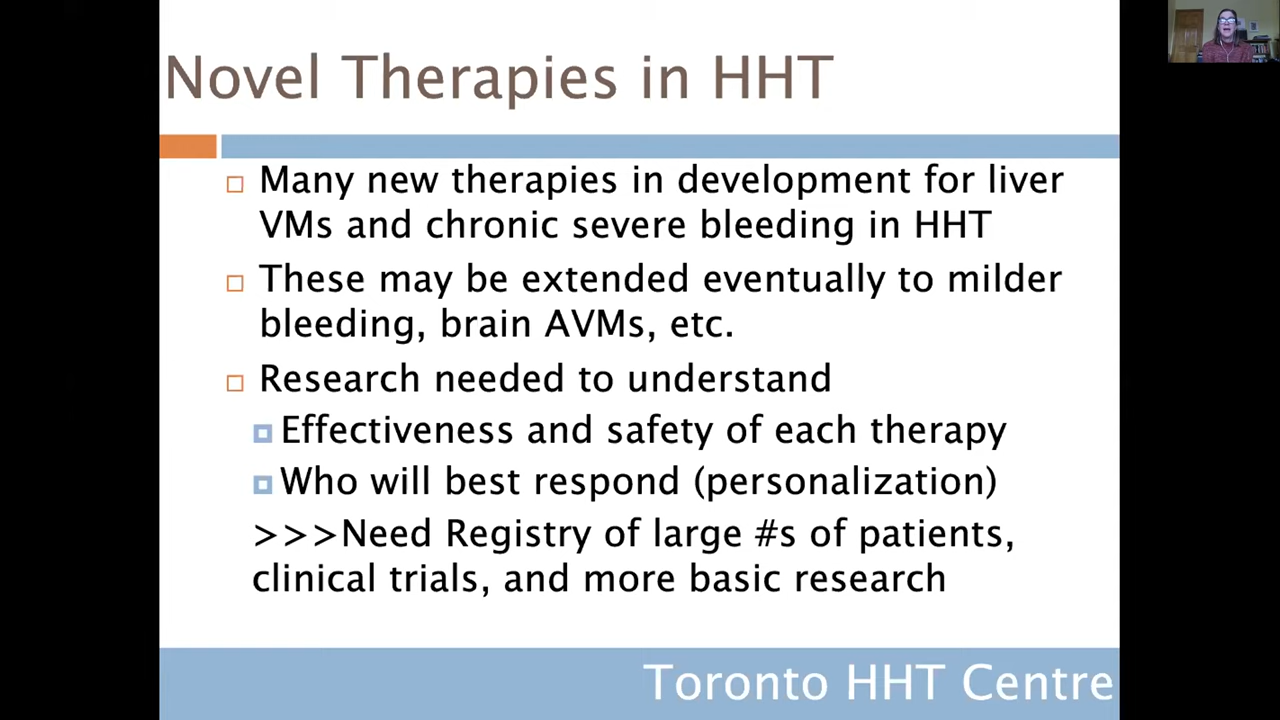 Novel Therapies in HHT
Many new therapies in development for liver
VMs and chronic severe bleeding in HHT
These may be extended eventually to milder
bleeding, brain AVMs, etc.
Research needed to understand
Effectiveness and safety of each therapy
Who will best respond (personalization)
>>>Need Registry of large #s of patients,
clinical trials, and more basic research
Toronto HHT Centre